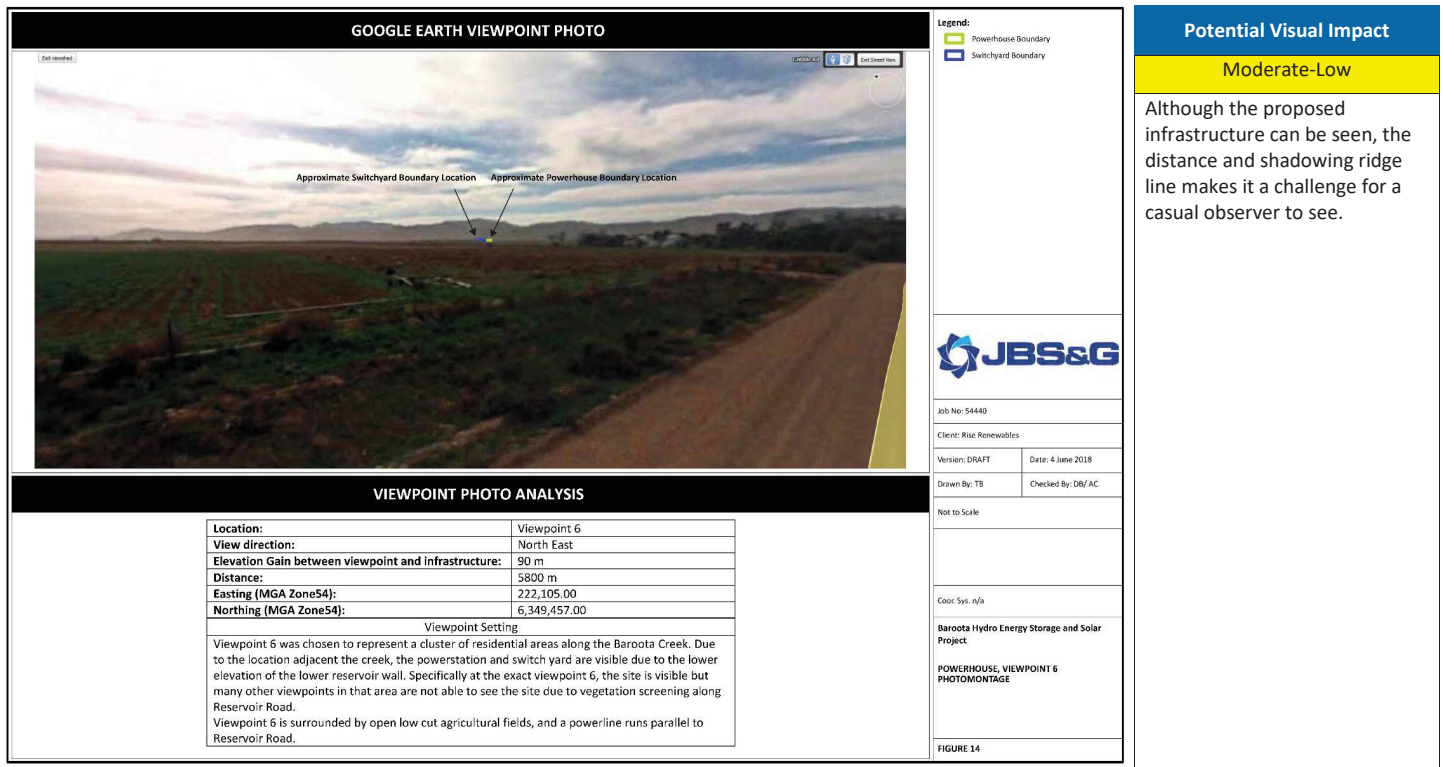 GOOGLE EARTH VIEWPOINT PHOTO
Exit viewshed
Exit Street View
Approximate Switchyard Boundary Location
Approximate Powerhouse Boundary Location
VIEWPOINT PHOTO ANALYSIS
Location: Viewpoint 6
View direction: North East
Elevation Gain between viewpoint and infrastructure: 90 m
Distance: 5800 m
Easting (MGA Zone54): 222,105.00
Northing (MGA Zone54): 6,349,457.00
Viewpoint Setting
Viewpoint 6 was chosen to represent a cluster of residential areas along the Baroota Creek. Due
to the location adjacent the creek, the powerstation and switch yard are visible due to the lower
elevation of the lower reservoir wall. Specifically at the exact viewpoint 6, the site is visible but
many other viewpoints in that area are not able to see the site due to vegetation screening along
Reservoir Road.
Viewpoint 6 is surrounded by open low cut agricultural fields, and a powerline runs parallel to
Reservoir Road.
Legend:
Powerhouse Boundary
Switchyard Boundary
JBS&G
Job No: 54440
Client: Rise Renewables
Version: DRAFT
Date: 4 June 2018
Drawn By: TB
Checked By: DB/ AC
Not to Scale
Coor. Sys. n/a
Baroota Hydro Energy Storage and Solar
Project
POWERHOUSE, VIEWPOINT 6
PHOTOMONTAGE
FIGURE 14
Potential Visual Impact
Moderate-Low
Although the proposed
infrastructure can be seen, the
distance and shadowing ridge
line makes it a challenge for a
casual observer to see.